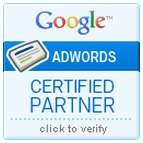 Google™
ADWORDS
CERTIFIED
PARTNER
click to verify